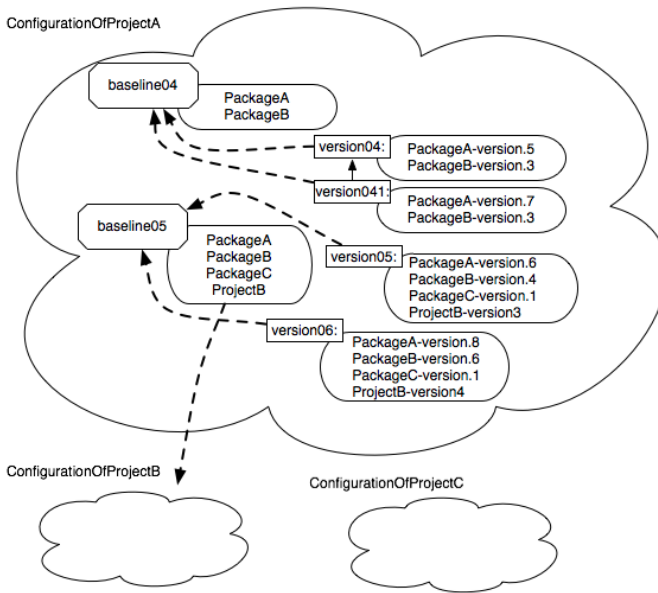 ConfigurationOfProjectA
baseline04
PackageA
PackageB
version04:
PackageA-version.5
PackageB-version.3
version041:
PackageA-version.7
PackageB-version.3
baseline05
PackageA
PackageB
PackageC
ProjectB
version05:
PackageA-version.6
PackageB-version.4
PackageC-version.1
ProjectB-version3
version06:
PackageA-version.8
PackageB-version.6
PackageC-version.1
ProjectB-version4
ConfigurationOfProjectB
ConfigurationOfProjectC